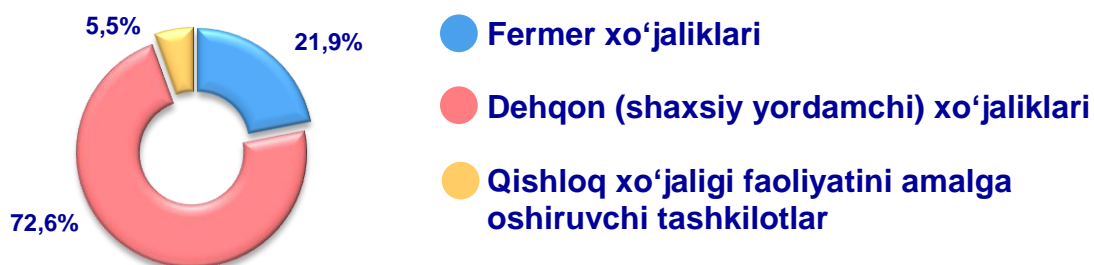 5,5%
21,9%
72,6%
Fermer xo‘jaliklari
Dehqon (shaxsiy yordamchi) xo‘jaliklari
Qishloq xo‘jaligi faoliyatini amalga
oshiruvchi tashkilotlar